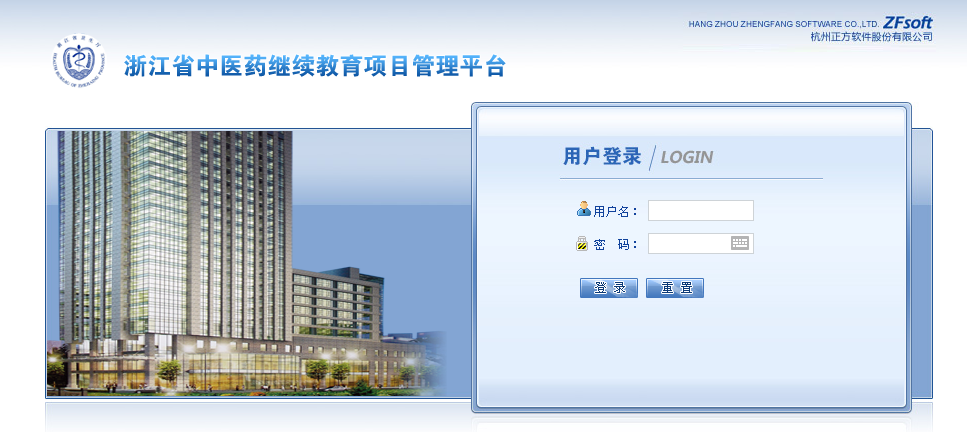 HANG ZHOU ZHENGFANG SOFTWARE CO.,LTD. ZFsoft
杭州正方软件股份有限公司
浙江省中医药继续教育项目管理平台
用户登录 / LOGIN
用户名：
密 码：
登 录 重 置